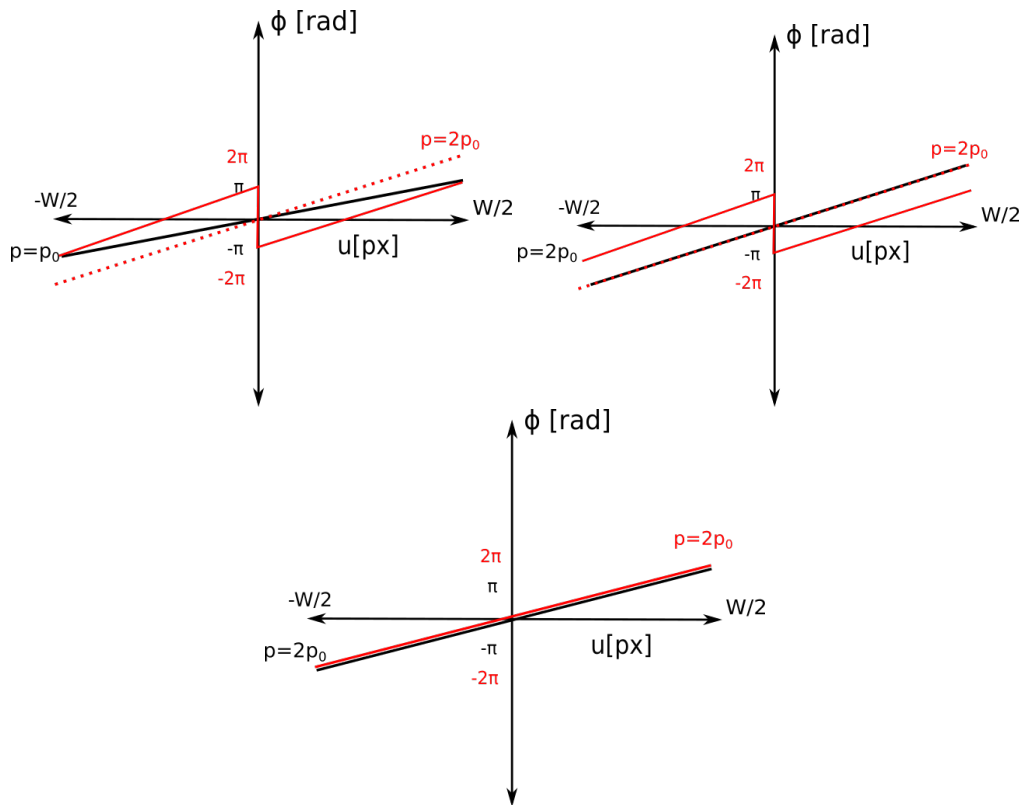 ϕ [rad]
p=2p₀
2π
π
-W/2
W/2
p=p₀
-π
u[px]
-2π
ϕ [rad]
p=2p₀
2π
π
-W/2
W/2
p=2p₀
-π
u[px]
-2π
ϕ [rad]
p=2p₀
2π
π
-W/2
W/2
p=2p₀
-π
u[px]
-2π